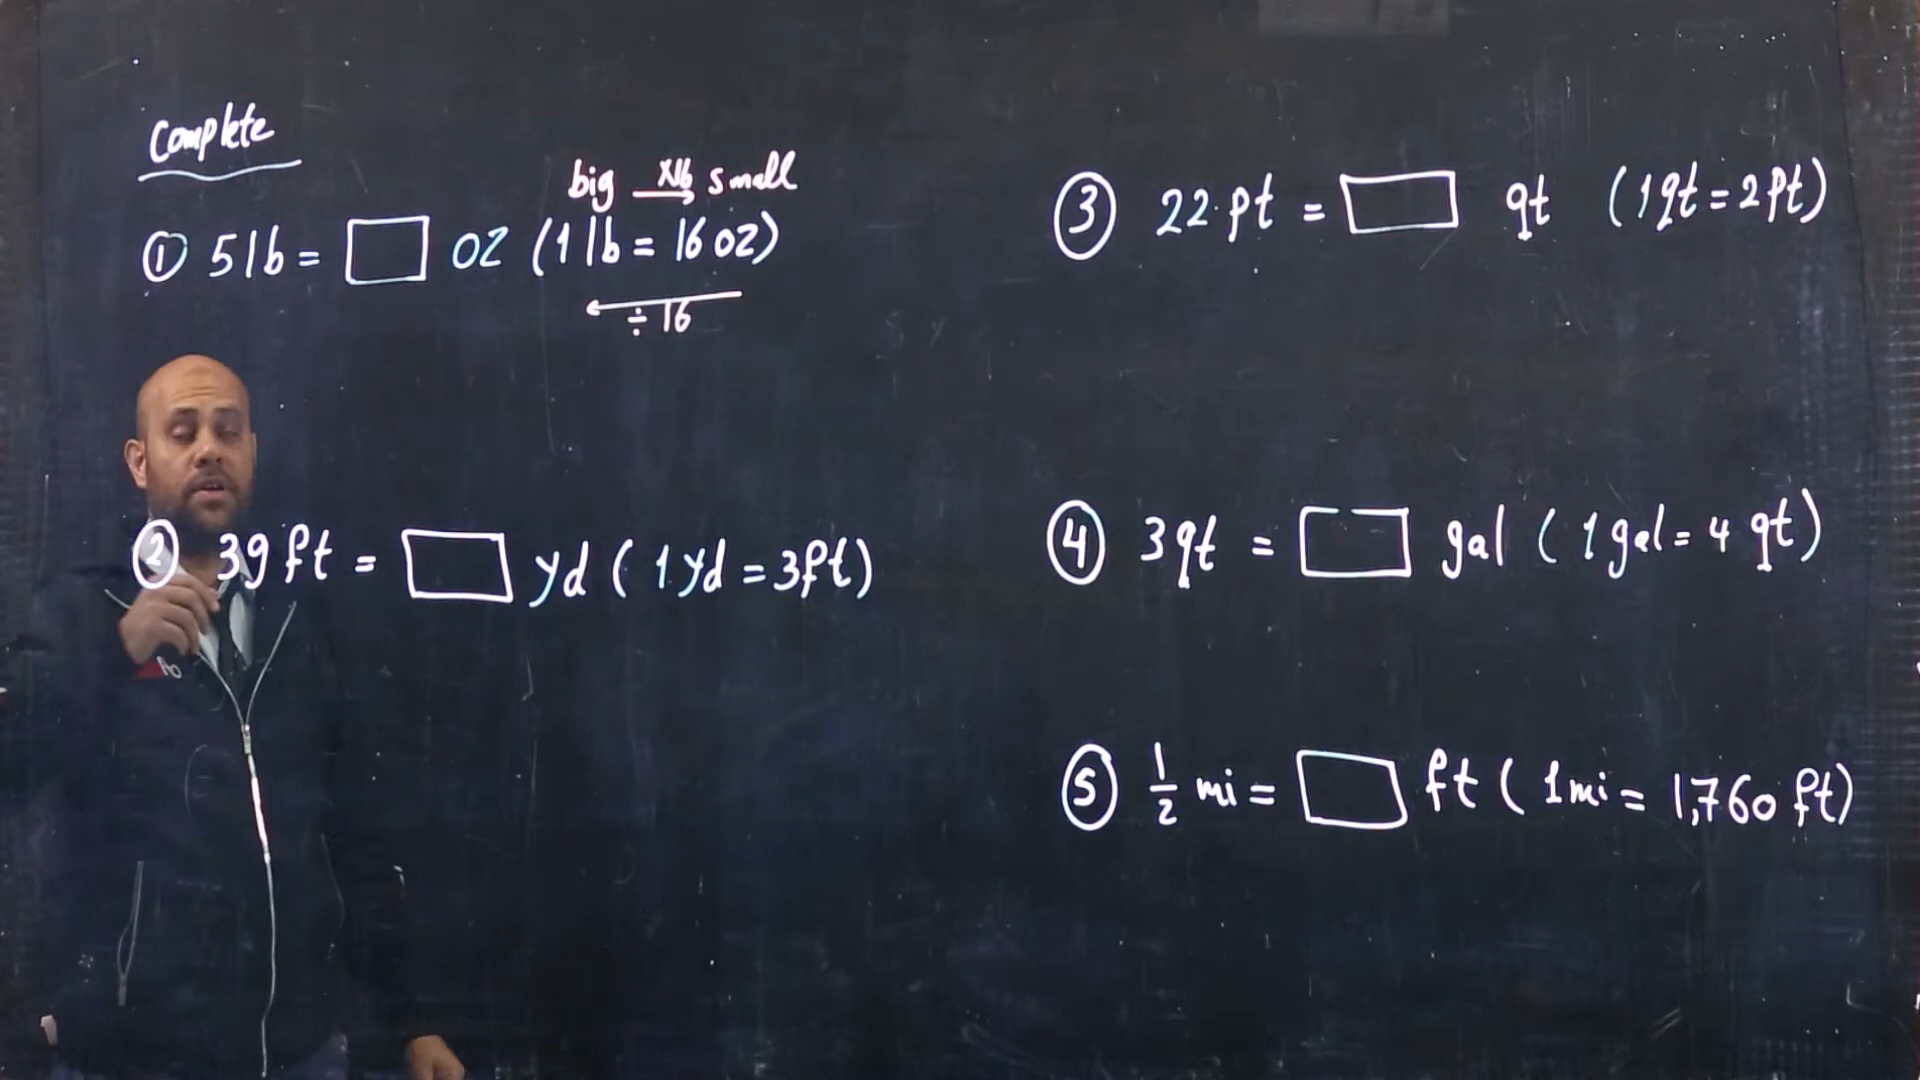 Complete
big ×16 small
① 5 lb = □ oz (1 lb = 16 oz)
÷ 16
② 39 ft = □ yd (1 yd = 3 ft)
③ 22 pt = □ qt (1 qt = 2 pt)
④ 3 qt = □ gal (1 gal = 4 qt)
⑤ 1/2 mi = □ ft (1 mi = 1,760 ft)